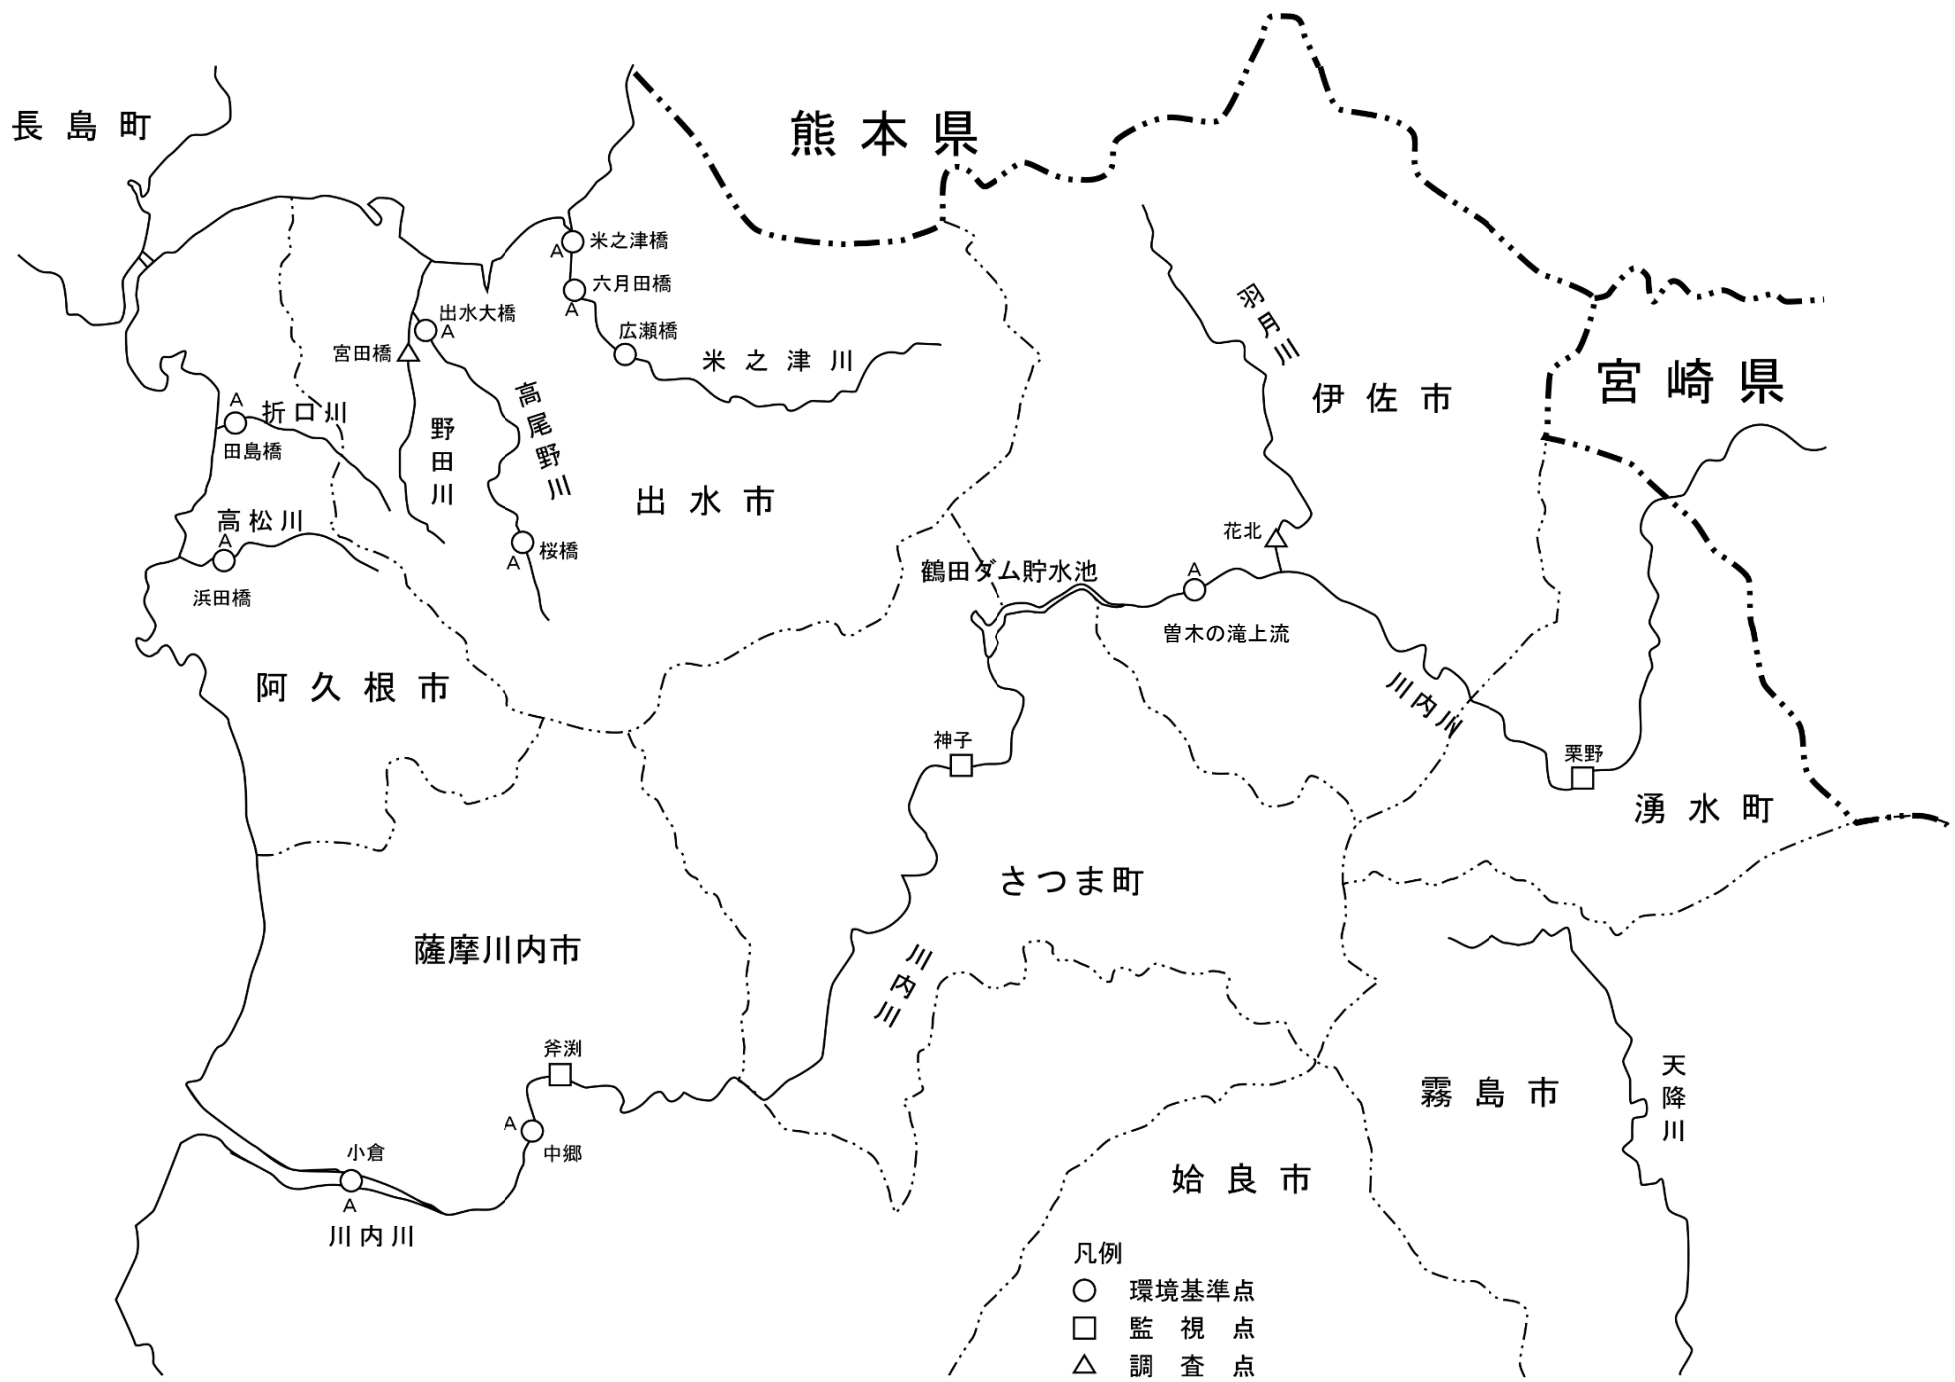 長島町
熊本県
米之津橋
A
六月田橋
A
出水大橋
A
広瀬橋
宮田橋
米之津川
羽月川
伊佐市
宮崎県
高尾野川
野田川
A
折口川
田島橋
出水市
高松川
A
浜田橋
桜橋
A
花北
鶴田ダム貯水池
A
曽木の滝上流
阿久根市
川内川
神子
栗野
湧水町
さつま町
薩摩川内市
川内川
斧渕
A
中郷
小倉
A
川内川
霧島市
天降川
姶良市
凡例
環境基準点
監視点
調査点